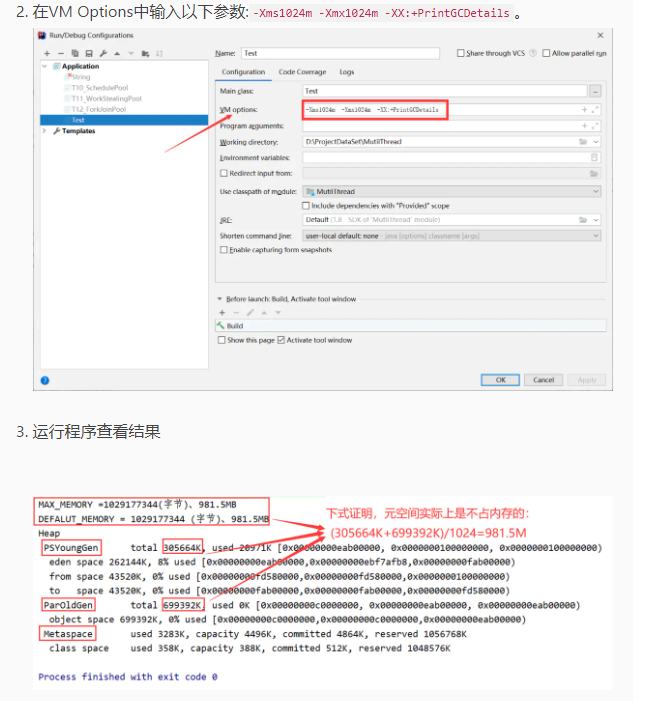 2. 在VM Options中输入以下参数: -Xms1024m -Xmx1024m -XX:+PrintGCDetails 。
Run/Debug Configurations
Name: Test
Share through VCS
Allow parallel run
Application
String
T10_SchedulePool
T11_WorkStealingPool
T12_ForkJoinPool
Test
Templates
Configuration Code Coverage Logs
Main class: Test
VM options: -Xms1024m -Xmx1024m -XX:+PrintGCDetails
Program arguments:
Working directory: D:\ProjectDataSet\MutilThread
Environment variables:
Redirect input from:
Use classpath of module: MutilThread
Include dependencies with "Provided" scope
JRE: Default (1.8 - SDK of 'MutilThread' module)
Shorten command line: user-local default: none - java [options] classname [args]
Enable capturing form snapshots
Before launch: Build, Activate tool window
Build
Show this page Activate tool window
OK Cancel Apply
3. 运行程序查看结果
MAX_MEMORY =1029177344(字节)、981.5MB
DEFALUT_MEMORY = 1029177344 (字节)、981.5MB
下式证明，元空间实际上是不占内存的:
(305664K+699392K)/1024=981.5M
Heap
PSYoungGen total 305664K, used 20971K [0x00000000eab00000, 0x0000000100000000, 0x0000000100000000)
eden space 262144K, 8% used [0x00000000eab00000,0x00000000ebf7afb8,0x00000000fab00000)
from space 43520K, 0% used [0x00000000fd580000,0x00000000fd580000,0x0000000100000000)
to space 43520K, 0% used [0x00000000fab00000,0x00000000fab00000,0x00000000fd580000)
ParOldGen total 699392K, used 0K [0x00000000c0000000, 0x00000000eab00000, 0x00000000eab00000)
object space 699392K, 0% used [0x00000000c0000000,0x00000000c0000000,0x00000000eab00000)
Metaspace used 3283K, capacity 4496K, committed 4864K, reserved 1056768K
class space used 358K, capacity 388K, committed 512K, reserved 1048576K
Process finished with exit code 0